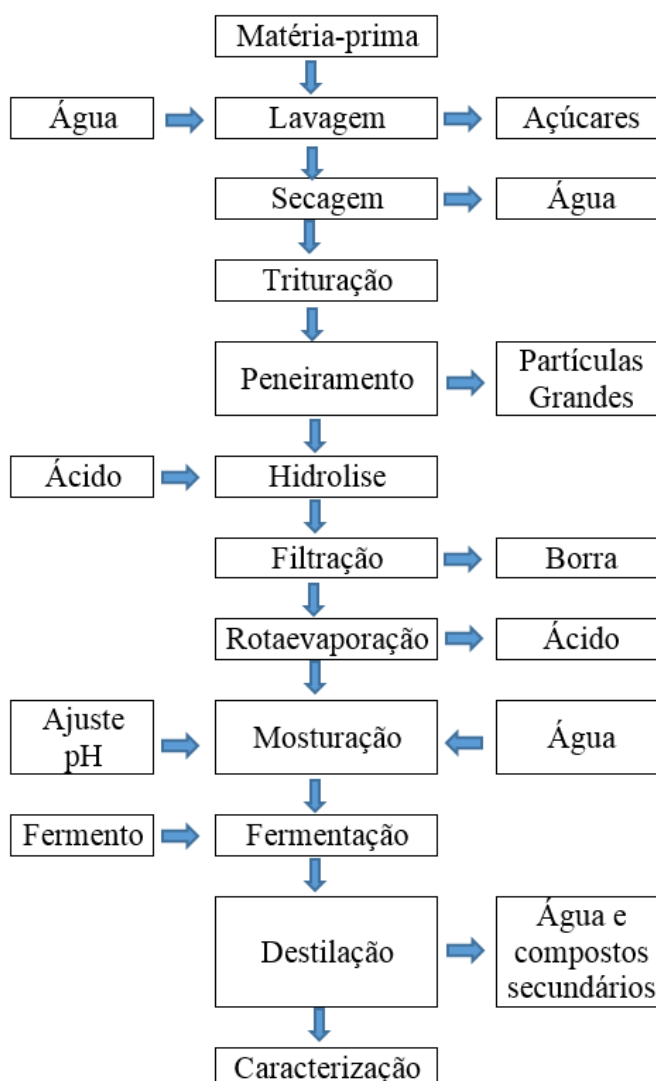 Matéria-prima
Água
Lavagem
Açúcares
Secagem
Água
Trituração
Peneiramento
Partículas
Grandes
Ácido
Hidrolise
Filtração
Borra
Rotaevaporação
Ácido
Ajuste
pH
Mosturação
Água
Fermento
Fermentação
Destilação
Água e
compostos
secundários
Caracterização